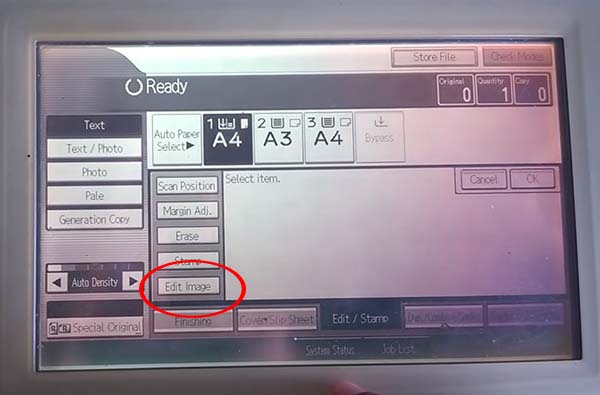 Store File
Check Modes
Ready
Original Quantity Copy
0 1 0
Text
Text / Photo
Photo
Pale
Generation Copy
Auto Paper
Select▶
1
A4
2
A3
3
A4
Bypass
Scan Position
Margin Adj.
Erase
Stamp
Edit Image
Select item.
Cancel
OK
◀ Auto Density ▶
Special Original
Finishing
Cover/Slip Sheet
Edit / Stamp
System Status
Job List